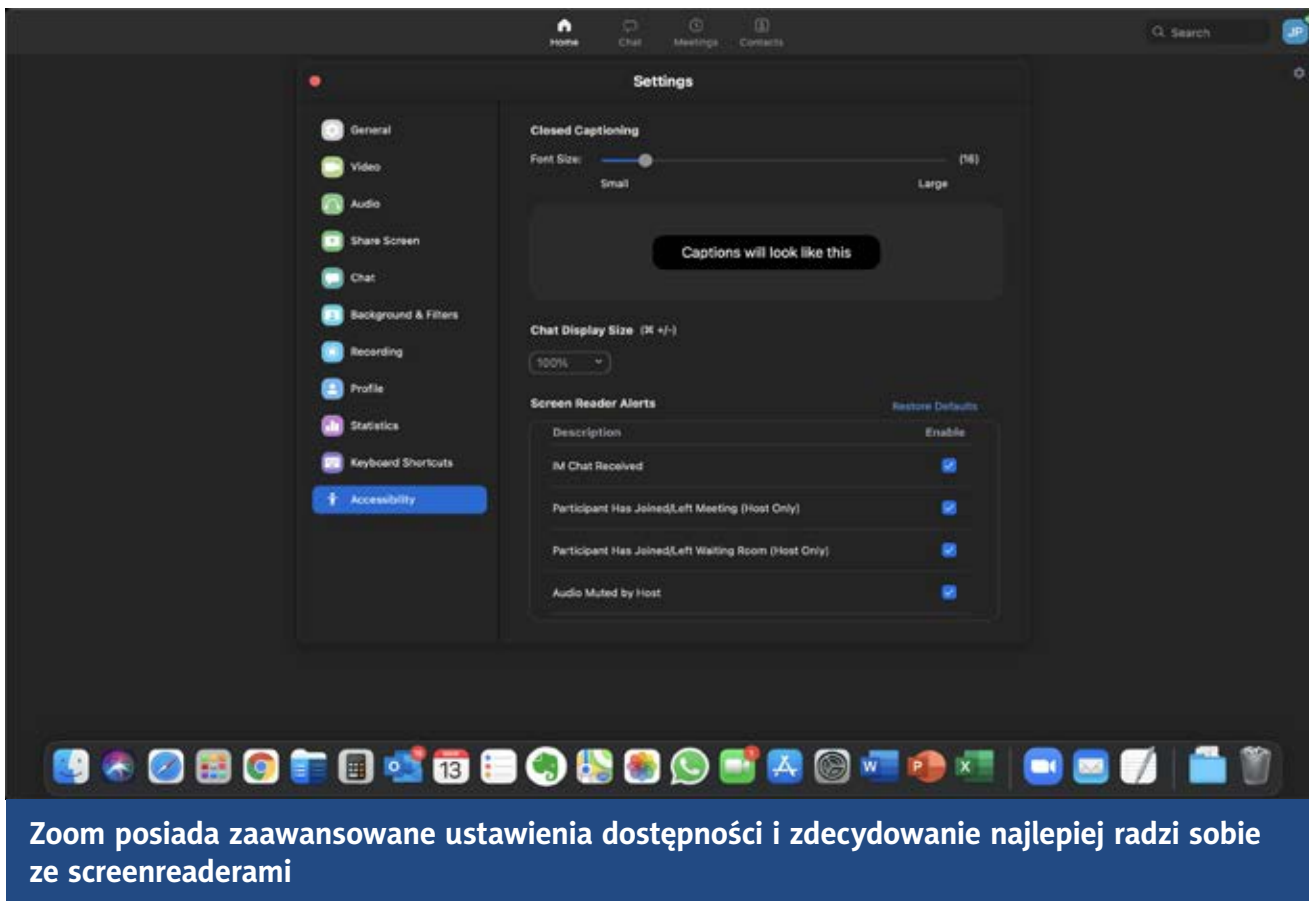 Home
Chat
Meetings
Contacts
Search
JP
Settings
General
Video
Audio
Share Screen
Chat
Background & Filters
Recording
Profile
Statistics
Keyboard Shortcuts
Accessibility
Closed Captioning
Font Size:
(16)
Small
Large
Captions will look like this
Chat Display Size (⌘ +/-)
100%
Screen Reader Alerts
Restore Defaults
Description
Enable
IM Chat Received
Participant Has Joined/Left Meeting (Host Only)
Participant Has Joined/Left Waiting Room (Host Only)
Audio Muted by Host
13
W
P
X
Zoom posiada zaawansowane ustawienia dostępności i zdecydowanie najlepiej radzi sobie
ze screenreaderami